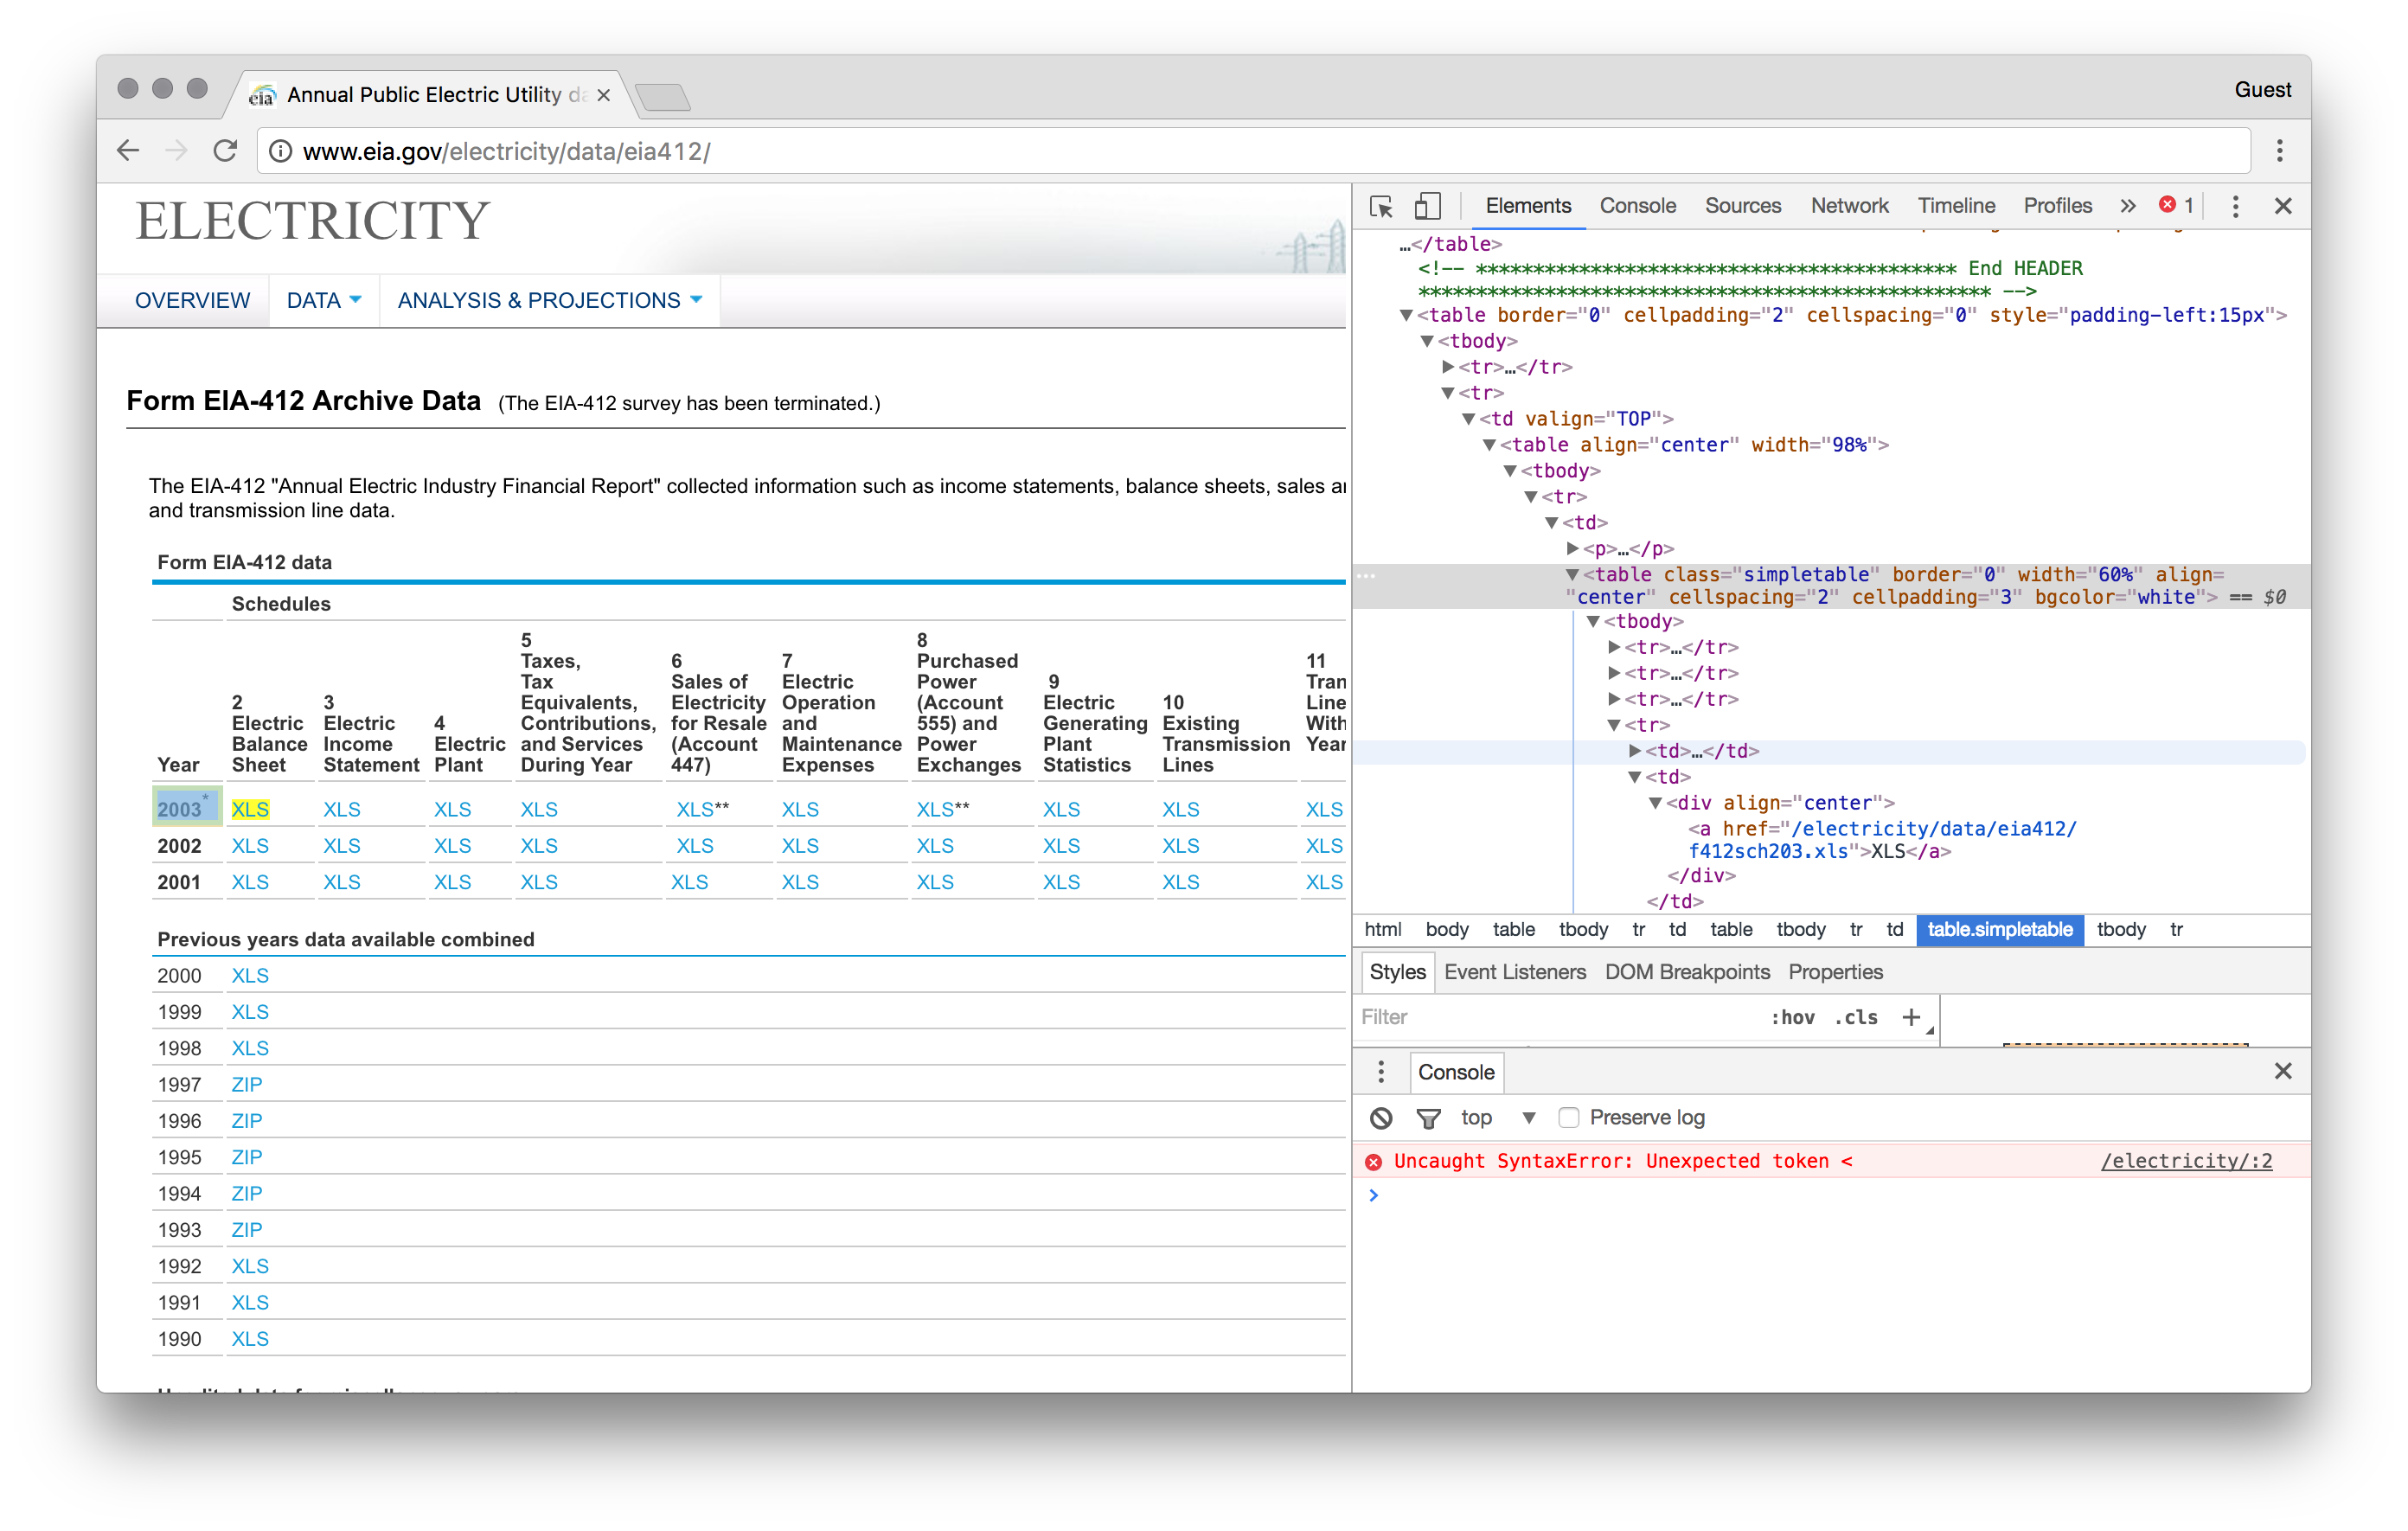 eia Annual Public Electric Utility da
Guest
www.eia.gov/electricity/data/eia412/
ELECTRICITY
OVERVIEW DATA ANALYSIS & PROJECTIONS
Form EIA-412 Archive Data (The EIA-412 survey has been terminated.)
The EIA-412 "Annual Electric Industry Financial Report" collected information such as income statements, balance sheets, sales
and transmission line data.
Form EIA-412 data
Schedules
Year
2
Electric
Balance
Sheet
3
Electric
Income
Statement
4
Electric
Plant
5
Taxes,
Tax
Equivalents,
Contributions,
and Services
During Year
6
Sales of
Electricity
for Resale
(Account
447)
7
Electric
Operation
and
Maintenance
Expenses
8
Purchased
Power
(Account
555) and
Power
Exchanges
9
Electric
Generating
Plant
Statistics
10
Existing
Transmission
Lines
11
Tran
Line
With
Year
2003* XLS XLS XLS XLS XLS** XLS XLS** XLS XLS XLS
2002 XLS XLS XLS XLS XLS XLS XLS XLS XLS XLS
2001 XLS XLS XLS XLS XLS XLS XLS XLS XLS XLS
Previous years data available combined
2000 XLS
1999 XLS
1998 XLS
1997 ZIP
1996 ZIP
1995 ZIP
1994 ZIP
1993 ZIP
1992 XLS
1991 XLS
1990 XLS
Elements Console Sources Network Timeline Profiles » 1
…</table>
<!-- ****************************************** End HEADER
************************************************** -->
<table border="0" cellpadding="2" cellspacing="0" style="padding-left:15px">
<tbody>
<tr>…</tr>
<tr>
<td valign="TOP">
<table align="center" width="98%">
<tbody>
<tr>
<td>
<p>…</p>
<table class="simpletable" border="0" width="60%" align=
"center" cellspacing="2" cellpadding="3" bgcolor="white"> == $0
<tbody>
<tr>…</tr>
<tr>…</tr>
<tr>…</tr>
<tr>
<td>…</td>
<td>
<div align="center">
<a href="/electricity/data/eia412/
f412sch203.xls">XLS</a>
</div>
</td>
html body table tbody tr td table tbody tr td table.simpletable tbody tr
Styles Event Listeners DOM Breakpoints Properties
Filter :hov .cls +
Console
top Preserve log
Uncaught SyntaxError: Unexpected token < /electricity/:2